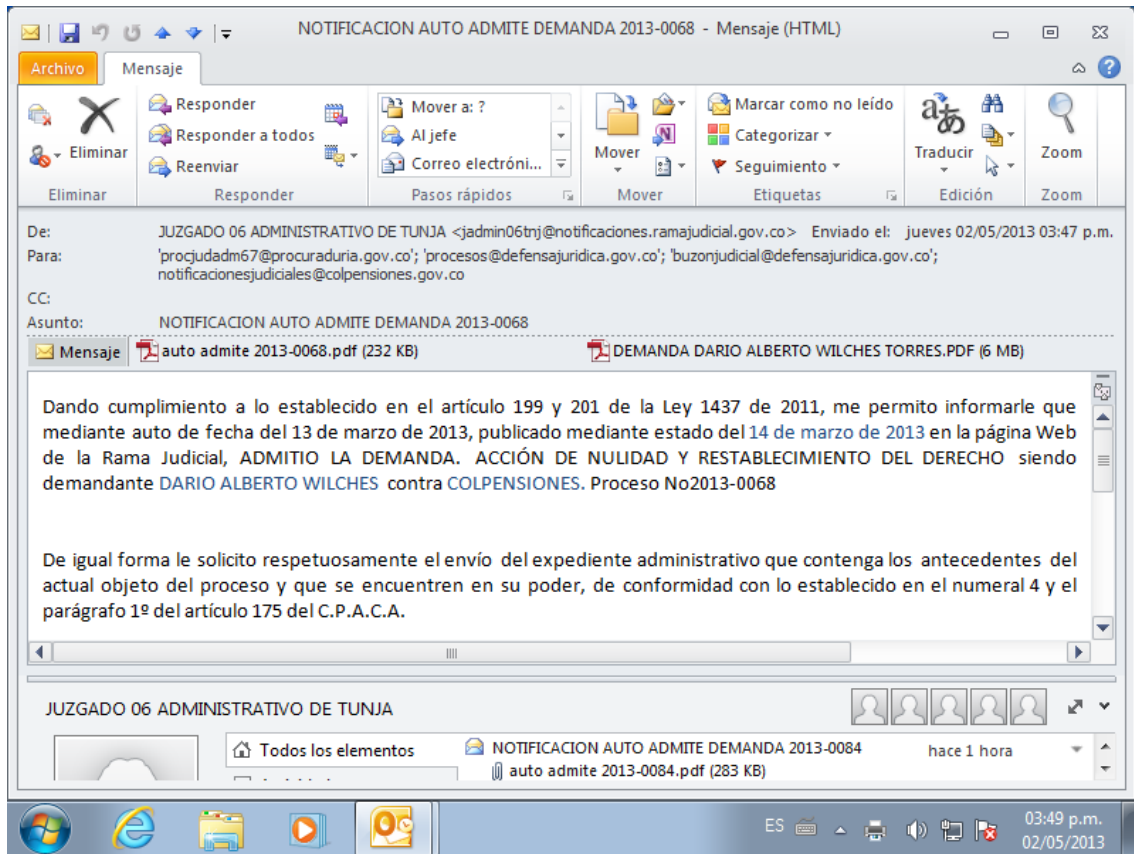 NOTIFICACION AUTO ADMITE DEMANDA 2013-0068 - Mensaje (HTML)
Archivo Mensaje
Eliminar
Responder
Responder a todos
Reenviar
Mover a: ?
Al jefe
Correo electróni...
Mover
Marcar como no leído
Categorizar
Seguimiento
Traducir
Zoom
Eliminar Responder Pasos rápidos Mover Etiquetas Edición Zoom
De: JUZGADO 06 ADMINISTRATIVO DE TUNJA <jadmin06tnj@notificaciones.ramajudicial.gov.co> Enviado el: jueves 02/05/2013 03:47 p.m.
Para: 'procjudadm67@procuraduria.gov.co'; 'procesos@defensajuridica.gov.co'; 'buzonjudicial@defensajuridica.gov.co';
notificacionesjudiciales@colpensiones.gov.co
CC:
Asunto: NOTIFICACION AUTO ADMITE DEMANDA 2013-0068
Mensaje auto admite 2013-0068.pdf (232 KB) DEMANDA DARIO ALBERTO WILCHES TORRES.PDF (6 MB)
Dando cumplimiento a lo establecido en el artículo 199 y 201 de la Ley 1437 de 2011, me permito informarle que
mediante auto de fecha del 13 de marzo de 2013, publicado mediante estado del 14 de marzo de 2013 en la página Web
de la Rama Judicial, ADMITIO LA DEMANDA. ACCIÓN DE NULIDAD Y RESTABLECIMIENTO DEL DERECHO siendo
demandante DARIO ALBERTO WILCHES contra COLPENSIONES. Proceso No2013-0068
De igual forma le solicito respetuosamente el envío del expediente administrativo que contenga los antecedentes del
actual objeto del proceso y que se encuentren en su poder, de conformidad con lo establecido en el numeral 4 y el
parágrafo 1º del artículo 175 del C.P.A.C.A.
JUZGADO 06 ADMINISTRATIVO DE TUNJA
Todos los elementos NOTIFICACION AUTO ADMITE DEMANDA 2013-0084 hace 1 hora
auto admite 2013-0084.pdf (283 KB)
ES 03:49 p.m.
02/05/2013